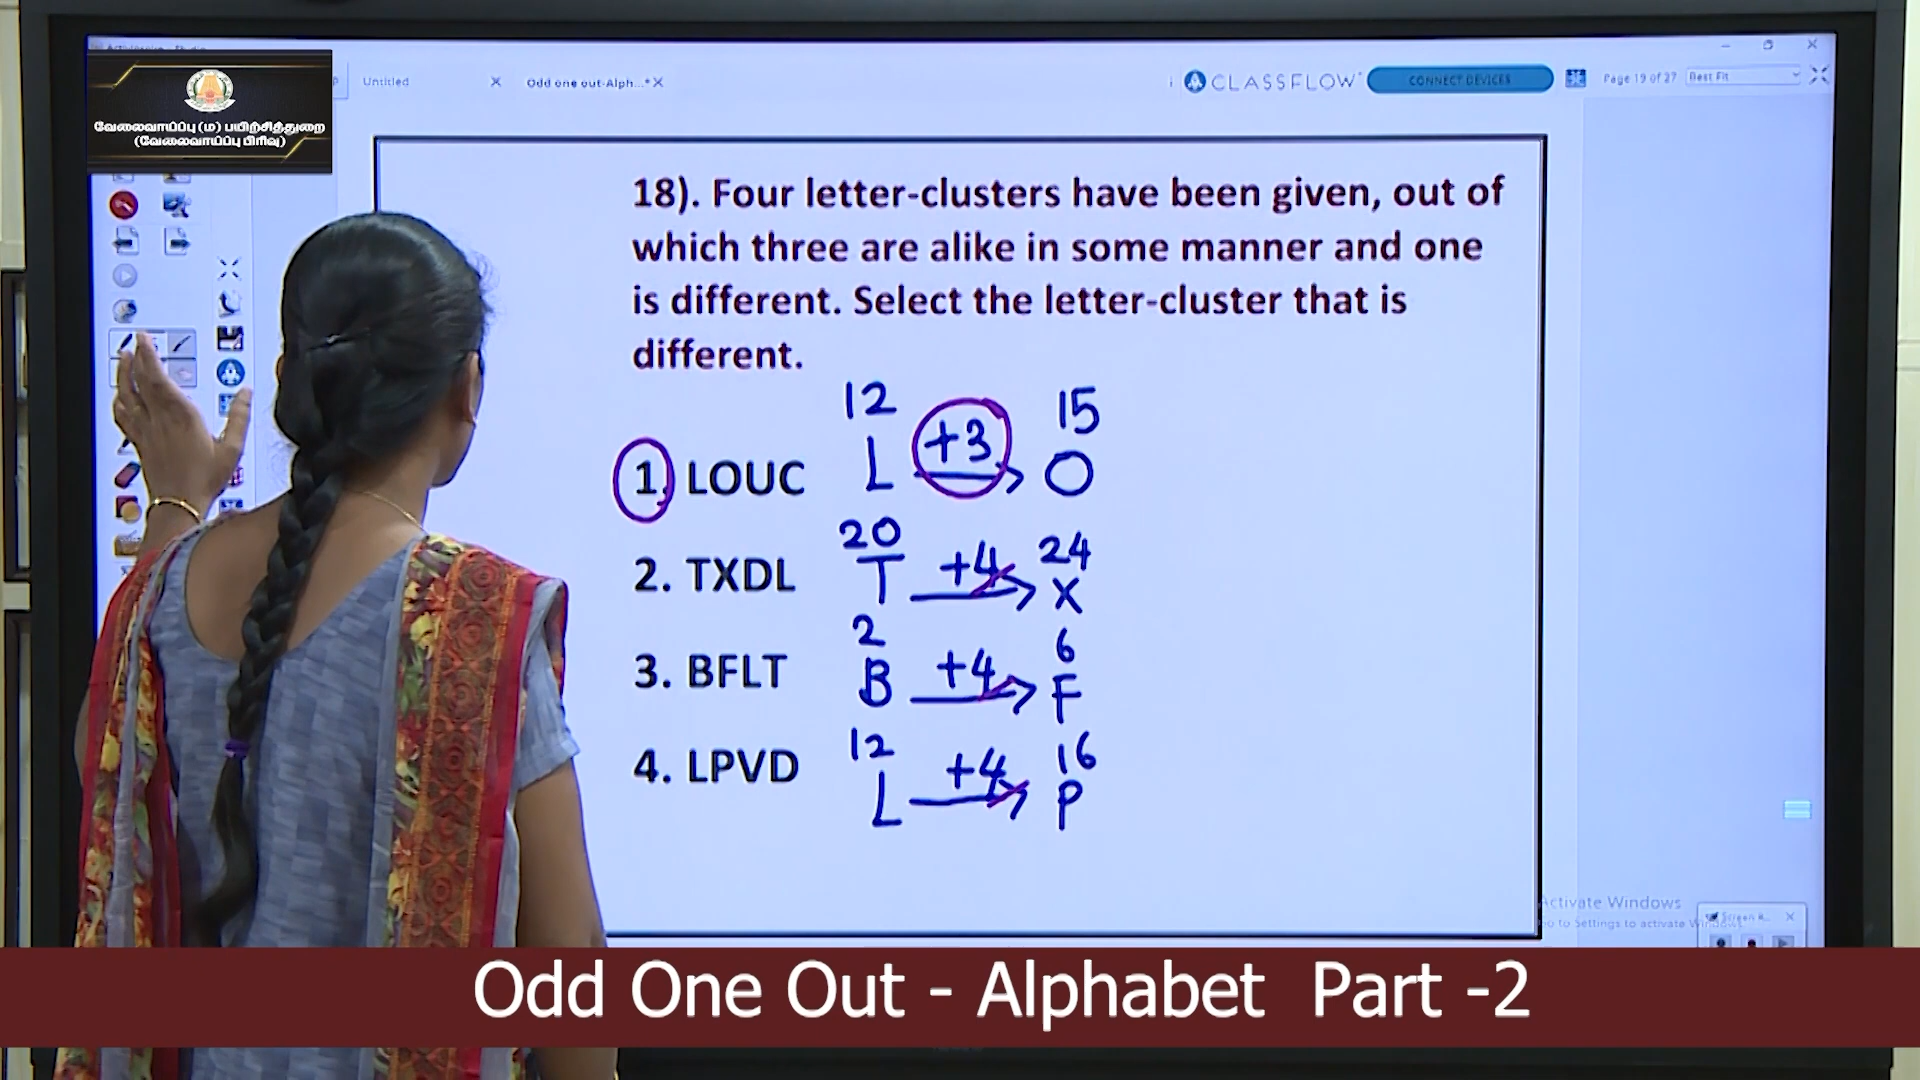 வேலைவாய்ப்பு (ம) பயிற்சித்துறை
(வேலைவாய்ப்பு பிரிவு)
Untitled
Odd one out-Alph...*
CLASSFLOW
CONNECT DEVICES
Page 19 of 27
Best Fit
18). Four letter-clusters have been given, out of
which three are alike in some manner and one
is different. Select the letter-cluster that is
different.
12 15
1. LOUC L +3 O
20 24
2. TXDL T +4 X
2 6
3. BFLT B +4 F
12 16
4. LPVD L +4 P
Activate Windows
Go to Settings to activate Windows.
Screen R...
Odd One Out - Alphabet Part -2